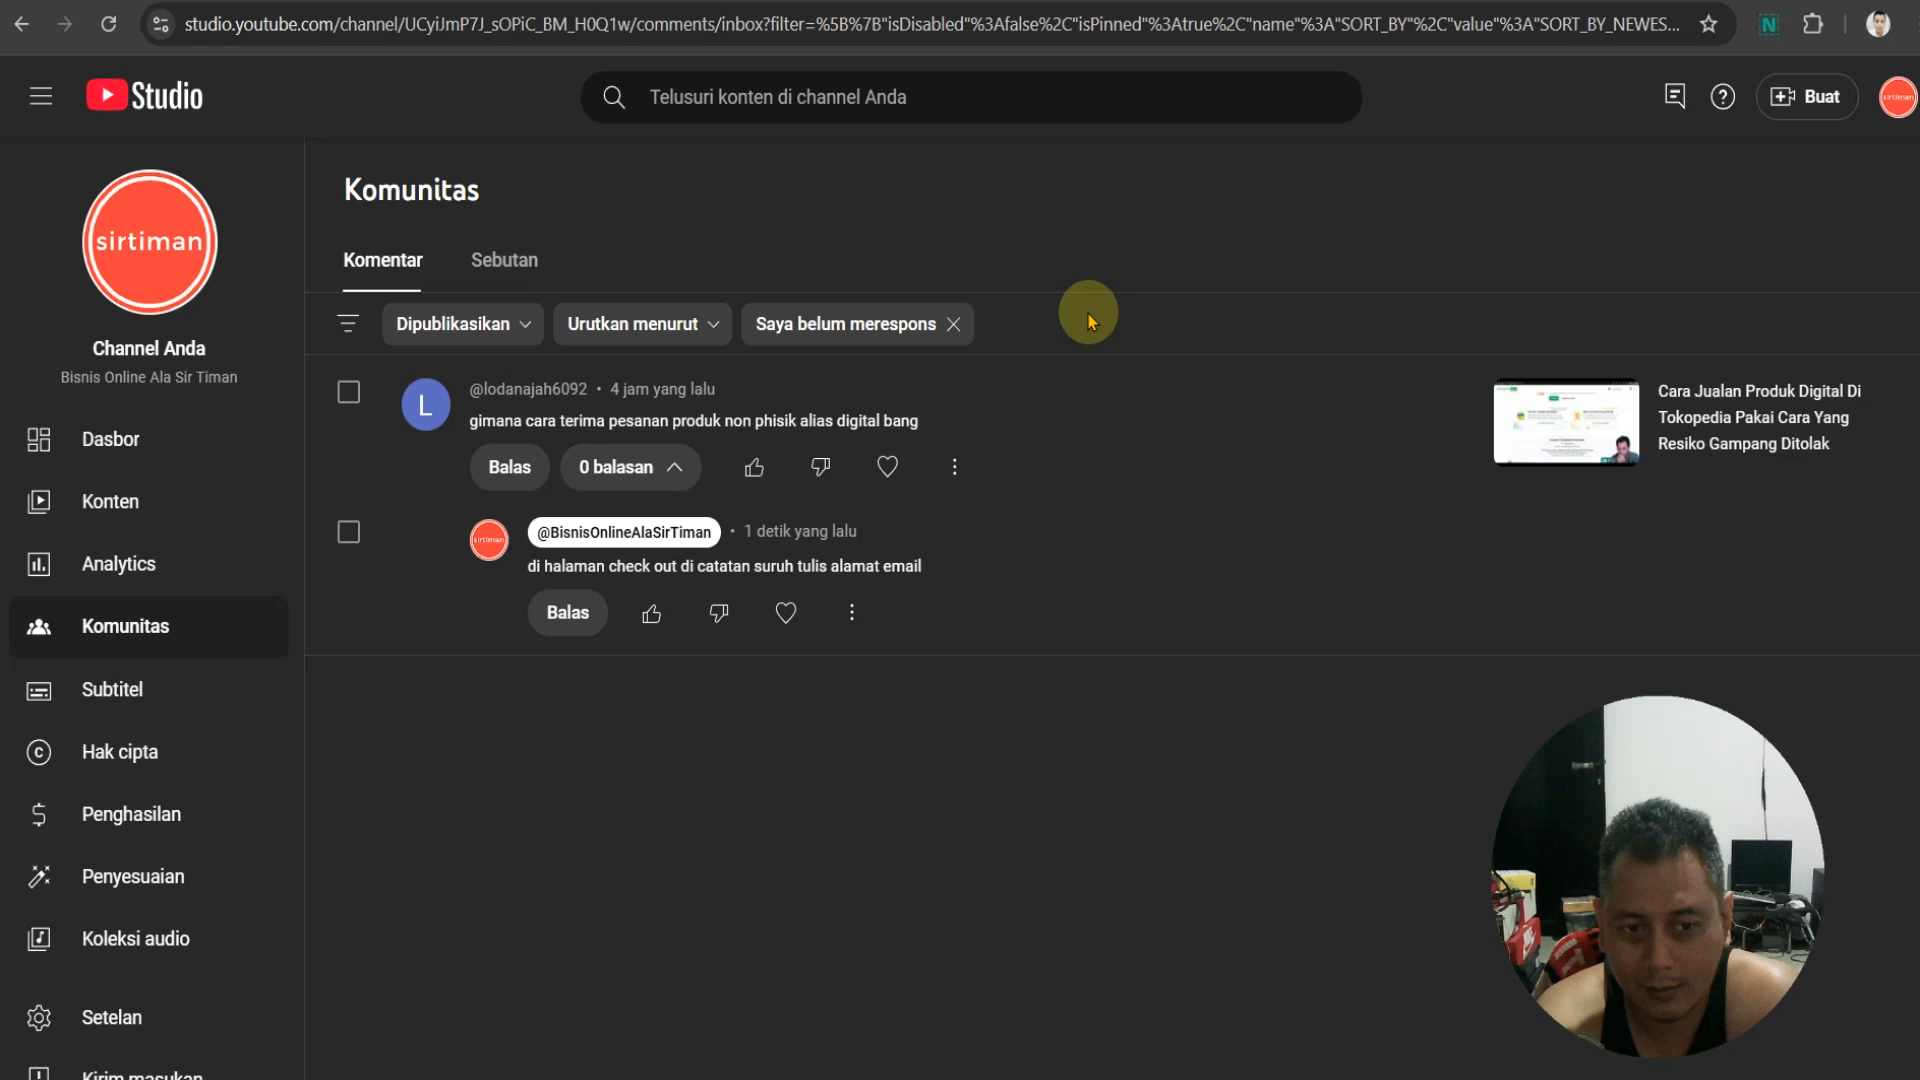 studio.youtube.com/channel/UCyiJmP7J_sOPiC_BM_H0Q1w/comments/inbox?filter=%5B%7B"isDisabled"%3Afalse%2C"isPinned"%3Atrue%2C"name"%3A"SORT_BY"%2C"value"%3A"SORT_BY_NEWES...
N
Studio
Telusuri konten di channel Anda
Buat
sirtiman
sirtiman
Channel Anda
Bisnis Online Ala Sir Timan
Dasbor
Konten
Analytics
Komunitas
Subtitel
Hak cipta
Penghasilan
Penyesuaian
Koleksi audio
Setelan
Kirim masukan
Komunitas
Komentar
Sebutan
Dipublikasikan
Urutkan menurut
Saya belum merespons
L
@lodanajah6092 • 4 jam yang lalu
gimana cara terima pesanan produk non phisik alias digital bang
Balas
0 balasan
Cara Jualan Produk Digital Di
Tokopedia Pakai Cara Yang
Resiko Gampang Ditolak
sirtiman
@BisnisOnlineAlaSirTiman • 1 detik yang lalu
di halaman check out di catatan suruh tulis alamat email
Balas